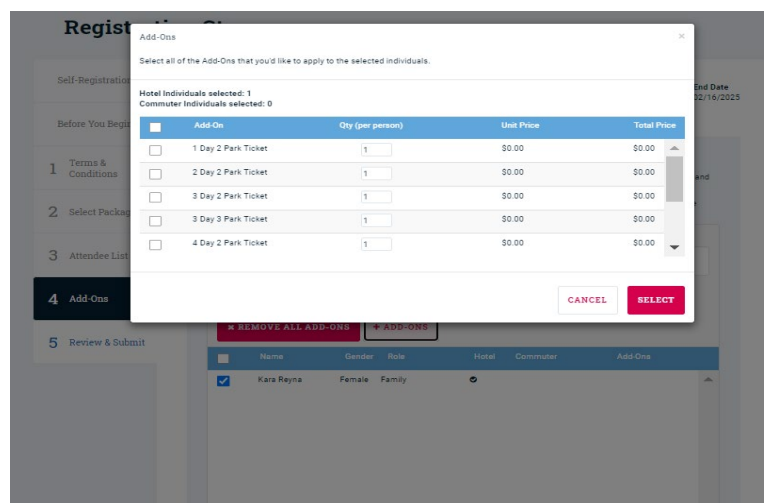 Add-Ons ×
Select all of the Add-Ons that you'd like to apply to the selected individuals.
Hotel Individuals selected: 1
Commuter Individuals selected: 0
Add-On Qty (per person) Unit Price Total Price
1 Day 2 Park Ticket 1 $0.00 $0.00
2 Day 2 Park Ticket 1 $0.00 $0.00
3 Day 2 Park Ticket 1 $0.00 $0.00
3 Day 3 Park Ticket 1 $0.00 $0.00
4 Day 2 Park Ticket 1 $0.00 $0.00
CANCEL SELECT
Self-Registration
Before You Begin
1 Terms &
Conditions
2 Select Packag
3 Attendee List
4 Add-Ons
5 Review & Submit
End Date
02/16/2025
and
× REMOVE ALL ADD-ONS + ADD-ONS
Name Gender Role Hotel Commuter Add-Ons
Kara Reyna Female Family